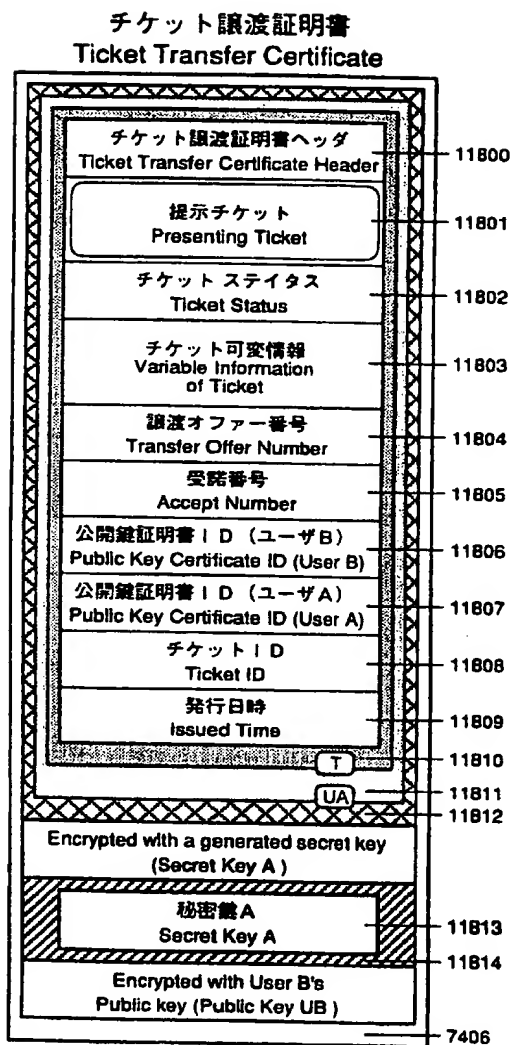 チケット譲渡証明書
Ticket Transfer Certificate
チケット譲渡証明書ヘッダ
Ticket Transfer Certificate Header
11800
提示チケット
Presenting Ticket
11801
チケット ステイタス
Ticket Status
11802
チケット可変情報
Variable Information
of Ticket
11803
譲渡オファー番号
Transfer Offer Number
11804
受諾番号
Accept Number
11805
公開鍵証明書ID(ユーザB)
Public Key Certificate ID (User B)
11806
公開鍵証明書ID(ユーザA)
Public Key Certificate ID (User A)
11807
チケットID
Ticket ID
11808
発行日時
Issued Time
11809
T
11810
UA
11811
11812
Encrypted with a generated secret key
(Secret Key A )
秘密鍵A
Secret Key A
11813
11814
Encrypted with User B's
Public key (Public Key UB )
7406